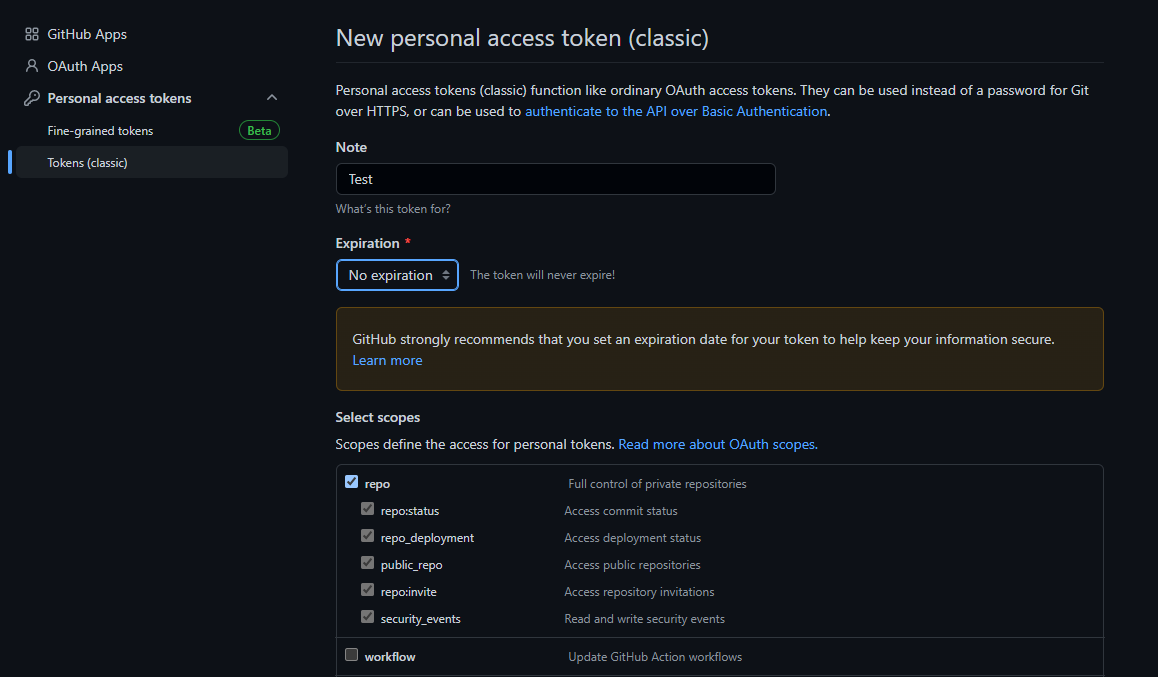 GitHub Apps
OAuth Apps
Personal access tokens
Fine-grained tokens Beta
Tokens (classic)
New personal access token (classic)
Personal access tokens (classic) function like ordinary OAuth access tokens. They can be used instead of a password for Git
over HTTPS, or can be used to authenticate to the API over Basic Authentication.
Note
Test
What's this token for?
Expiration *
No expiration The token will never expire!
GitHub strongly recommends that you set an expiration date for your token to help keep your information secure.
Learn more
Select scopes
Scopes define the access for personal tokens. Read more about OAuth scopes.
repo Full control of private repositories
repo:status Access commit status
repo_deployment Access deployment status
public_repo Access public repositories
repo:invite Access repository invitations
security_events Read and write security events
workflow Update GitHub Action workflows